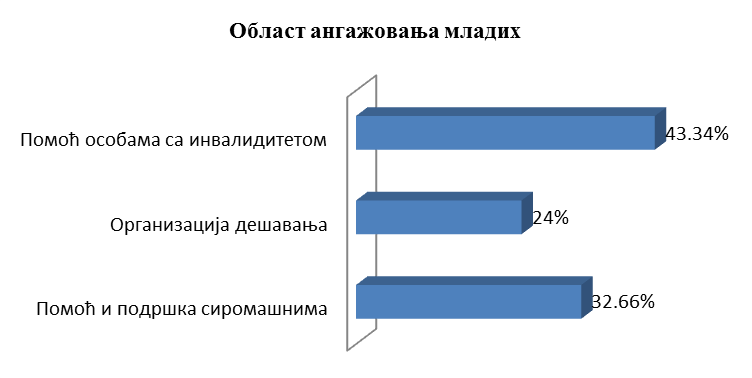 Област ангажовања младих
Помоћ особама са инвалидитетом
43.34%
Организација дешавања
24%
Помоћ и подршка сиромашнима
32.66%